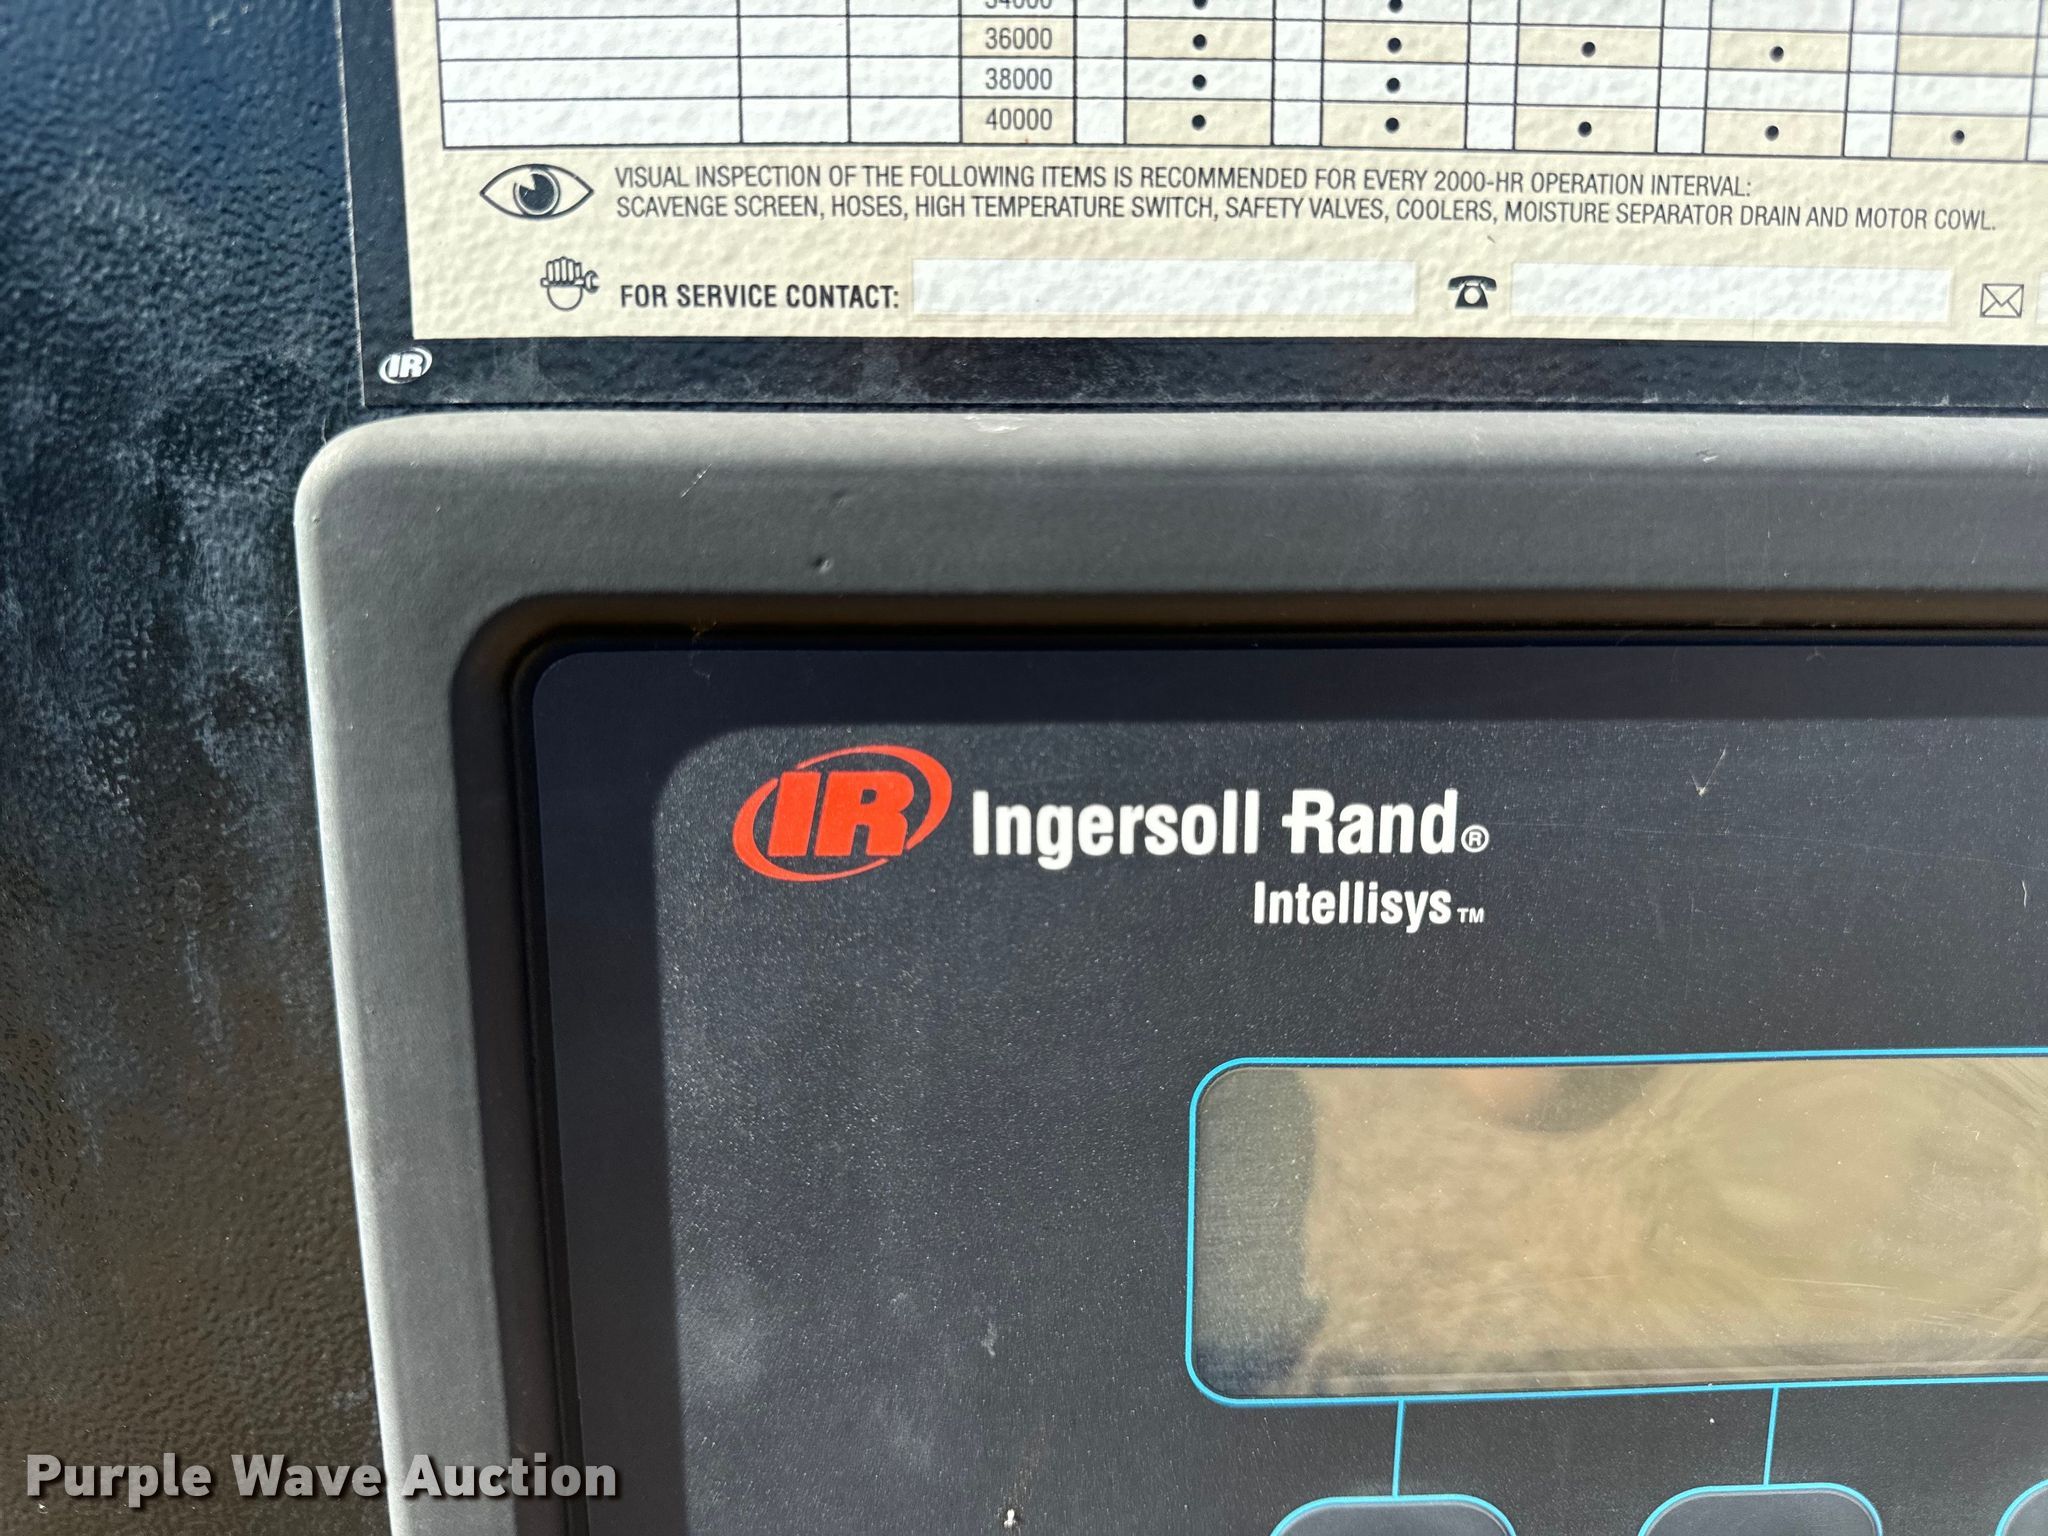 34000
36000
38000
40000
VISUAL INSPECTION OF THE FOLLOWING ITEMS IS RECOMMENDED FOR EVERY 2000-HR OPERATION INTERVAL:
SCAVENGE SCREEN, HOSES, HIGH TEMPERATURE SWITCH, SAFETY VALVES, COOLERS, MOISTURE SEPARATOR DRAIN AND MOTOR COWL.
FOR SERVICE CONTACT:
IR
IR Ingersoll Rand®
Intellisys™
Purple Wave Auction